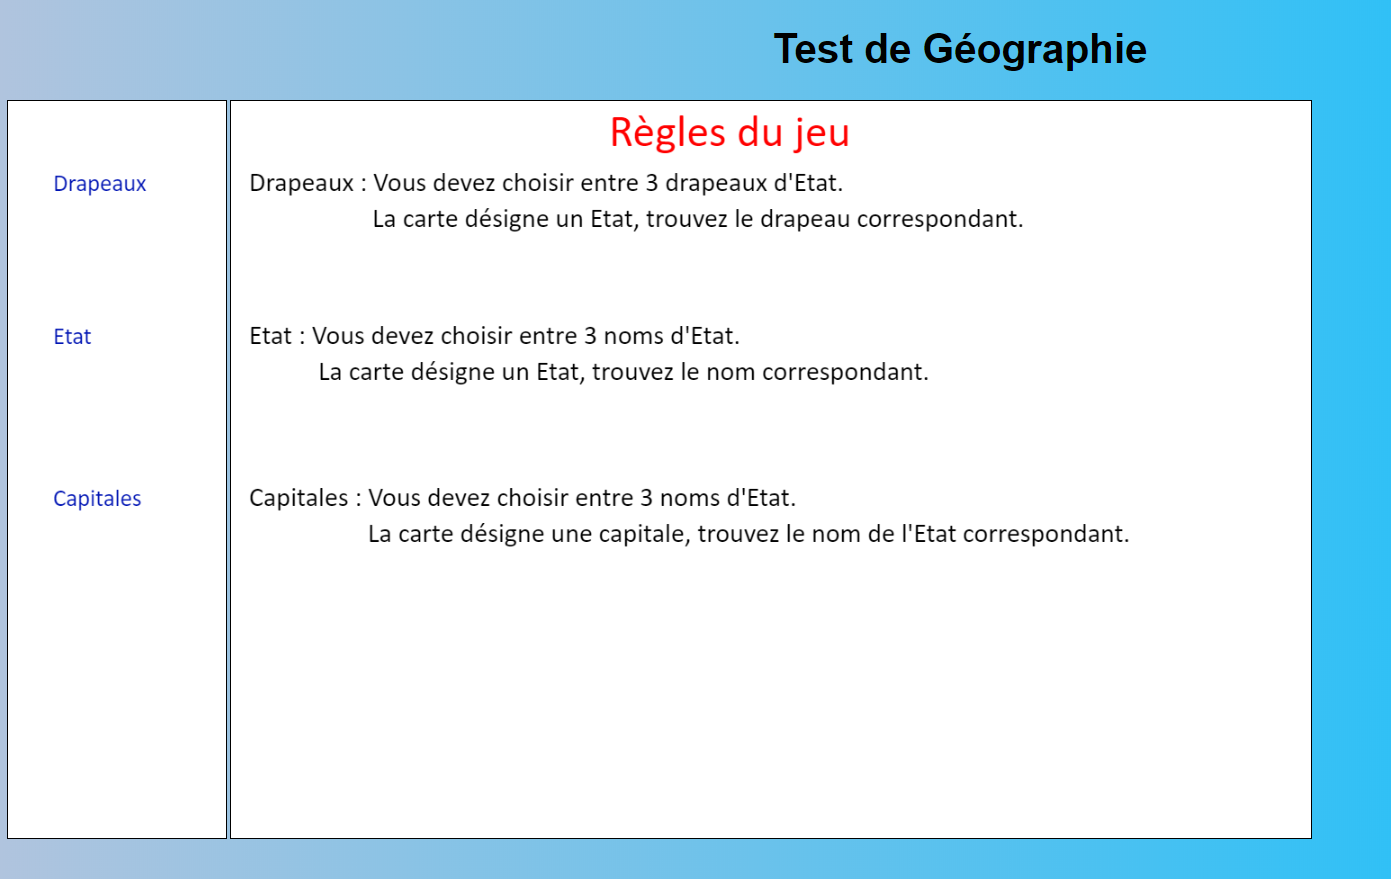 Test de Géographie
Règles du jeu
Drapeaux
Drapeaux : Vous devez choisir entre 3 drapeaux d'Etat.
La carte désigne un Etat, trouvez le drapeau correspondant.
Etat
Etat : Vous devez choisir entre 3 noms d'Etat.
La carte désigne un Etat, trouvez le nom correspondant.
Capitales
Capitales : Vous devez choisir entre 3 noms d'Etat.
La carte désigne une capitale, trouvez le nom de l'Etat correspondant.